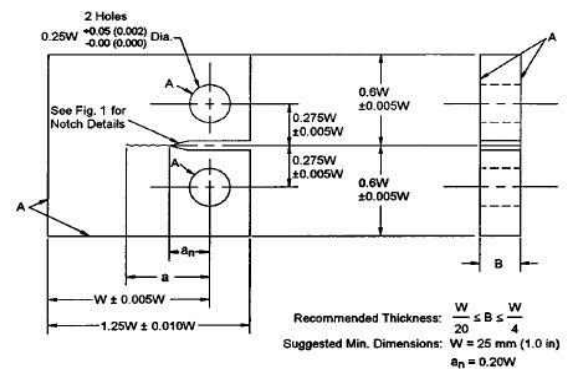 2 Holes
0.25W +0.05 (0.002) Dia.
-0.00 (0.000)
A
A
See Fig. 1 for
Notch Details
0.275W
±0.005W
0.6W
±0.005W
A
0.275W
±0.005W
0.6W
±0.005W
A
aₙ
a
B
W ± 0.005W
1.25W ± 0.010W
Recommended Thickness: W/20 ≤ B ≤ W/4
Suggested Min. Dimensions: W = 25 mm (1.0 in)
aₙ = 0.20W